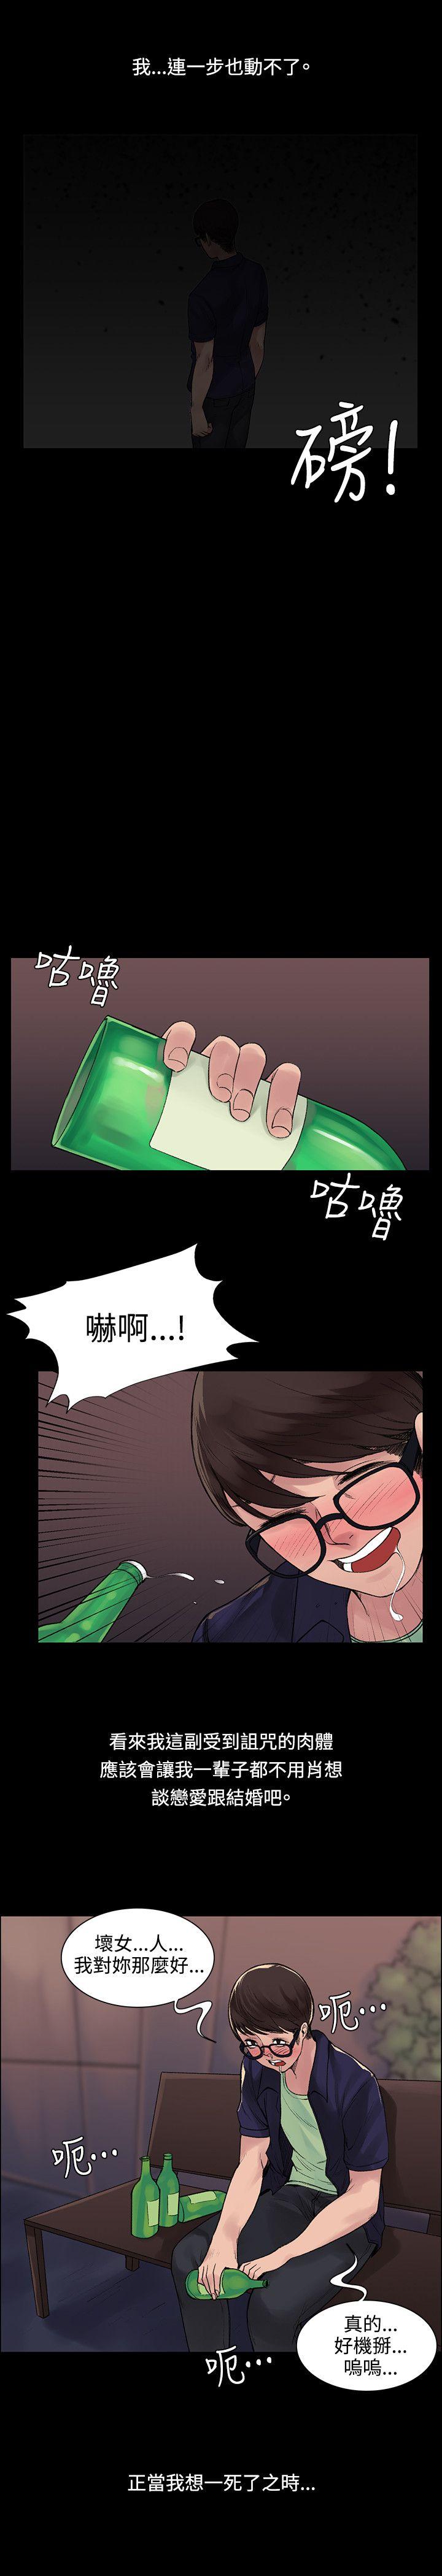 我...連一步也動不了。
磅!
咕嚕
咕嚕
嚇啊...!
看來我這副受到詛咒的肉體
應該會讓我一輩子都不用肖想
談戀愛跟結婚吧。
壞女...人...
我對妳那麼好...
呃...
呃...
真的...
好機掰...
嗚嗚...
呃...
正當我想一死了之時...